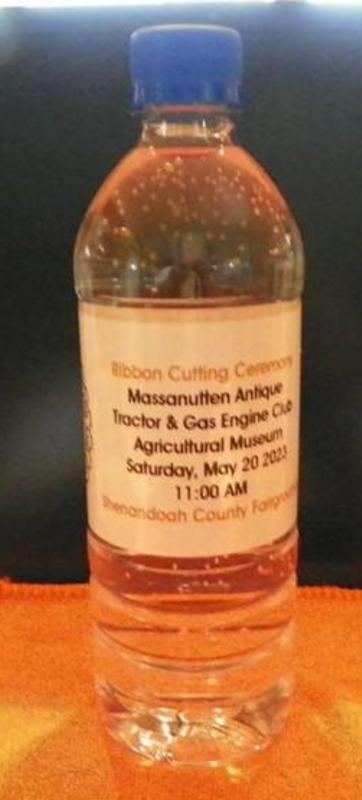 Ribbon Cutting Ceremony
Massanutten Antique
Tractor & Gas Engine Club
Agricultural Museum
Saturday, May 20 2023
11:00 AM
Shenandoah County Fairgrounds